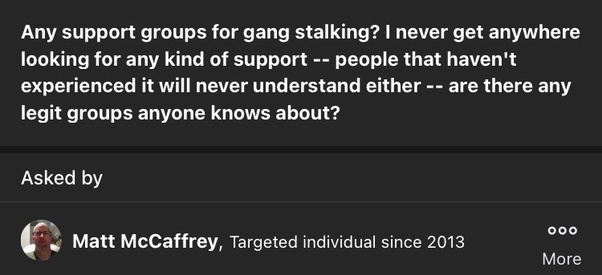 Any support groups for gang stalking? I never get anywhere
looking for any kind of support -- people that haven't
experienced it will never understand either -- are there any
legit groups anyone knows about?
Asked by
Matt McCaffrey, Targeted individual since 2013
More